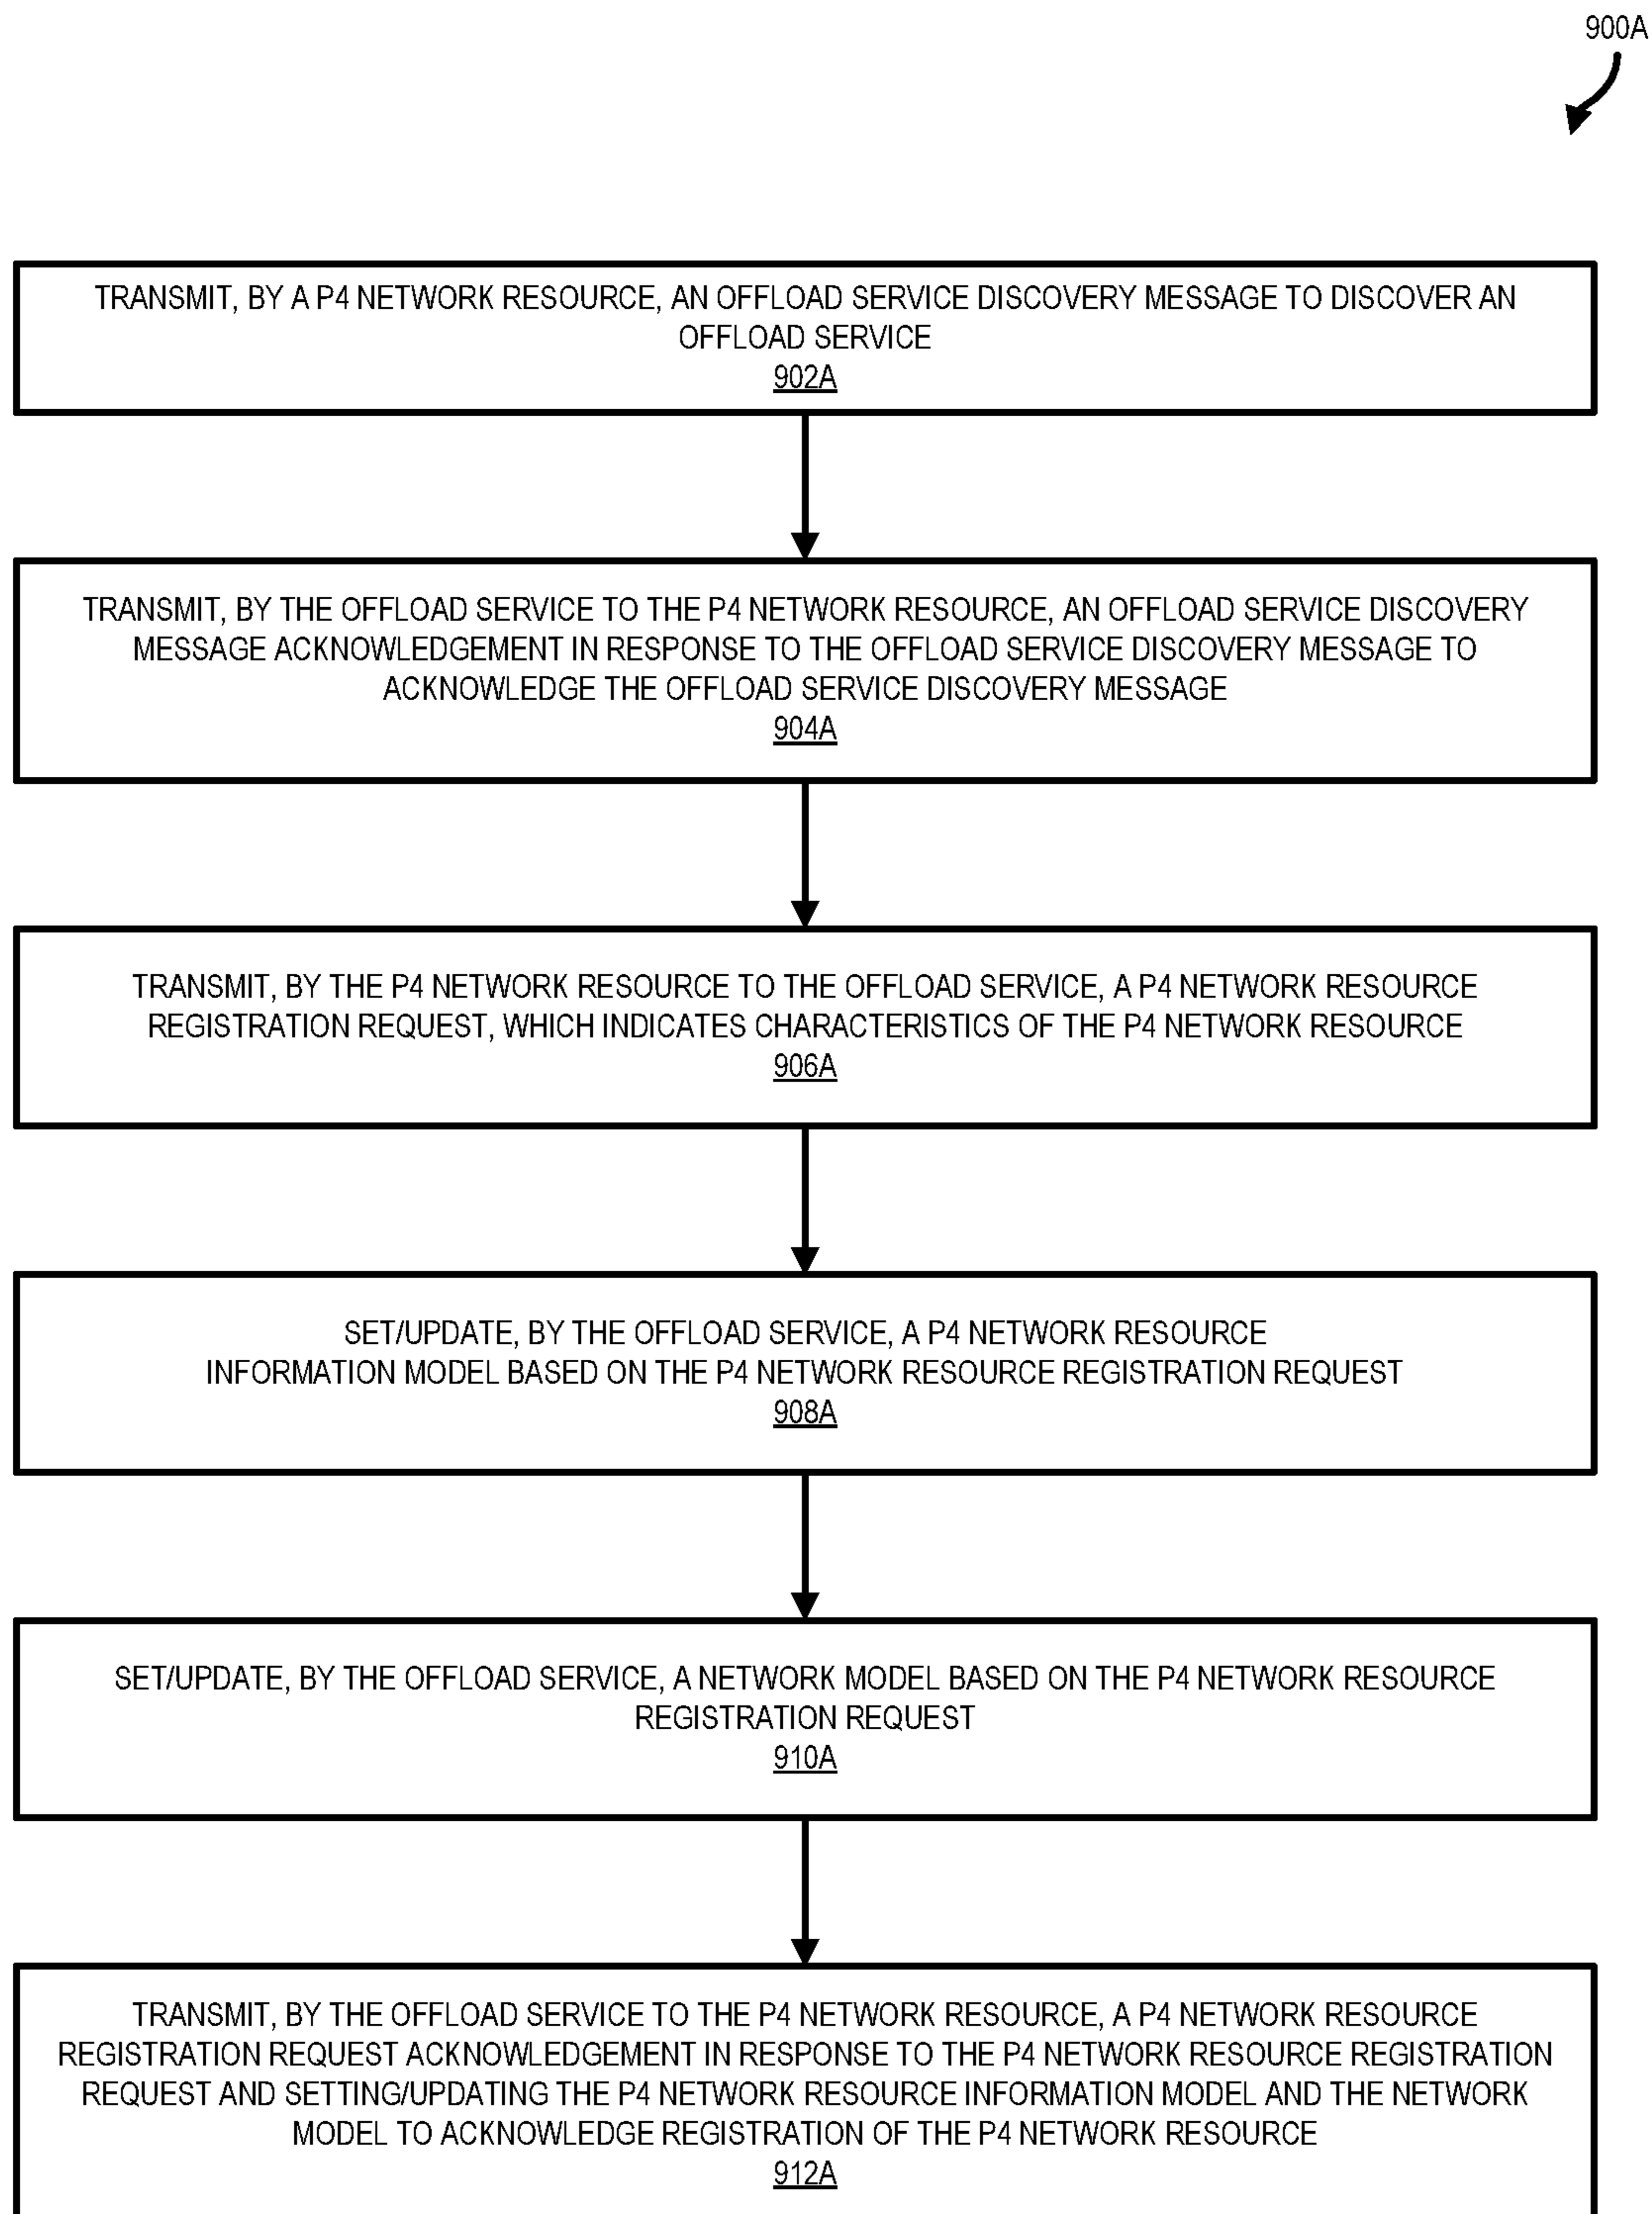 900A
TRANSMIT, BY A P4 NETWORK RESOURCE, AN OFFLOAD SERVICE DISCOVERY MESSAGE TO DISCOVER AN
OFFLOAD SERVICE
902A
TRANSMIT, BY THE OFFLOAD SERVICE TO THE P4 NETWORK RESOURCE, AN OFFLOAD SERVICE DISCOVERY
MESSAGE ACKNOWLEDGEMENT IN RESPONSE TO THE OFFLOAD SERVICE DISCOVERY MESSAGE TO
ACKNOWLEDGE THE OFFLOAD SERVICE DISCOVERY MESSAGE
904A
TRANSMIT, BY THE P4 NETWORK RESOURCE TO THE OFFLOAD SERVICE, A P4 NETWORK RESOURCE
REGISTRATION REQUEST, WHICH INDICATES CHARACTERISTICS OF THE P4 NETWORK RESOURCE
906A
SET/UPDATE, BY THE OFFLOAD SERVICE, A P4 NETWORK RESOURCE
INFORMATION MODEL BASED ON THE P4 NETWORK RESOURCE REGISTRATION REQUEST
908A
SET/UPDATE, BY THE OFFLOAD SERVICE, A NETWORK MODEL BASED ON THE P4 NETWORK RESOURCE
REGISTRATION REQUEST
910A
TRANSMIT, BY THE OFFLOAD SERVICE TO THE P4 NETWORK RESOURCE, A P4 NETWORK RESOURCE
REGISTRATION REQUEST ACKNOWLEDGEMENT IN RESPONSE TO THE P4 NETWORK RESOURCE REGISTRATION
REQUEST AND SETTING/UPDATING THE P4 NETWORK RESOURCE INFORMATION MODEL AND THE NETWORK
MODEL TO ACKNOWLEDGE REGISTRATION OF THE P4 NETWORK RESOURCE
912A